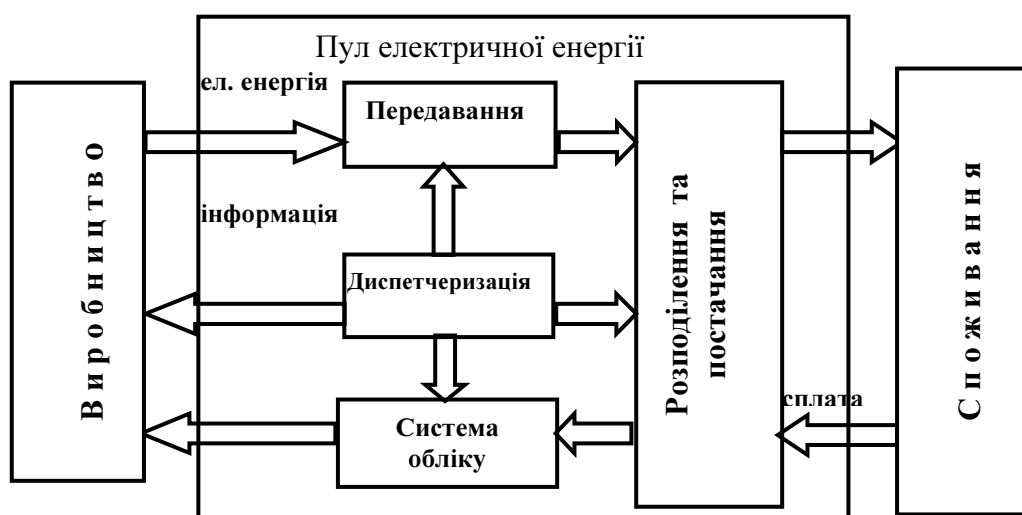 Пул електричної енергії
ел. енергія
Передавання
Виробництво
інформація
Диспетчеризація
Розподілення та
постачання
Споживання
сплата
Система
обліку